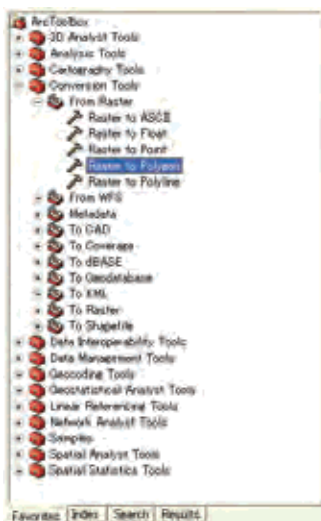 ArcToolbox
3D Analyst Tools
Analysis Tools
Cartography Tools
Conversion Tools
From Raster
Raster to ASCII
Raster to Float
Raster to Point
Raster to Polygon
Raster to Polyline
From WFS
Metadata
To CAD
To Coverage
To dBASE
To Geodatabase
To KML
To Raster
To Shapefile
Data Interoperability Tools
Data Management Tools
Geocoding Tools
Geostatistical Analyst Tools
Linear Referencing Tools
Network Analyst Tools
Samples
Spatial Analyst Tools
Spatial Statistics Tools
Favorites Index Search Results